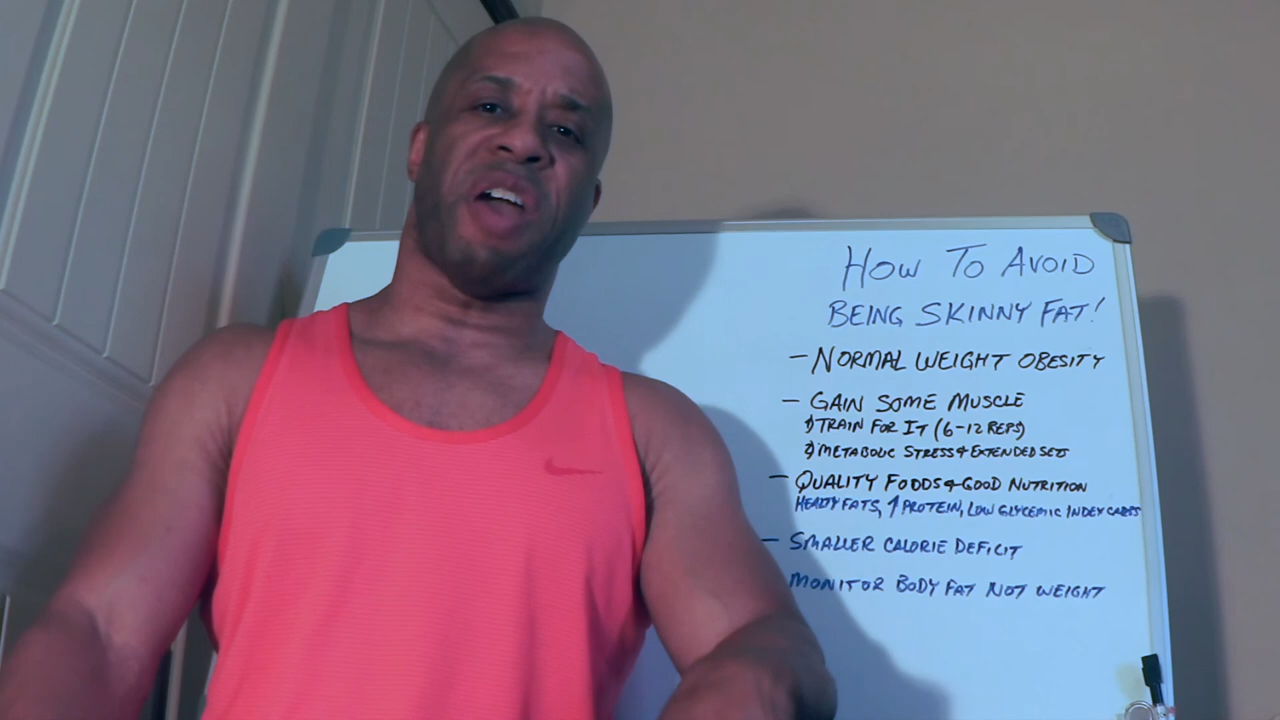 HOW TO AVOID
BEING SKINNY FAT!
- NORMAL WEIGHT OBESITY
- GAIN SOME MUSCLE
1) TRAIN FOR IT (6-12 REPS)
2) METABOLIC STRESS & EXTENDED SETS
- QUALITY FOODS & GOOD NUTRITION
HEALTY FATS, ↑ PROTEIN, LOW GLYCEMIC INDEX CARBS
- SMALLER CALORIE DEFICIT
MONITOR BODY FAT NOT WEIGHT